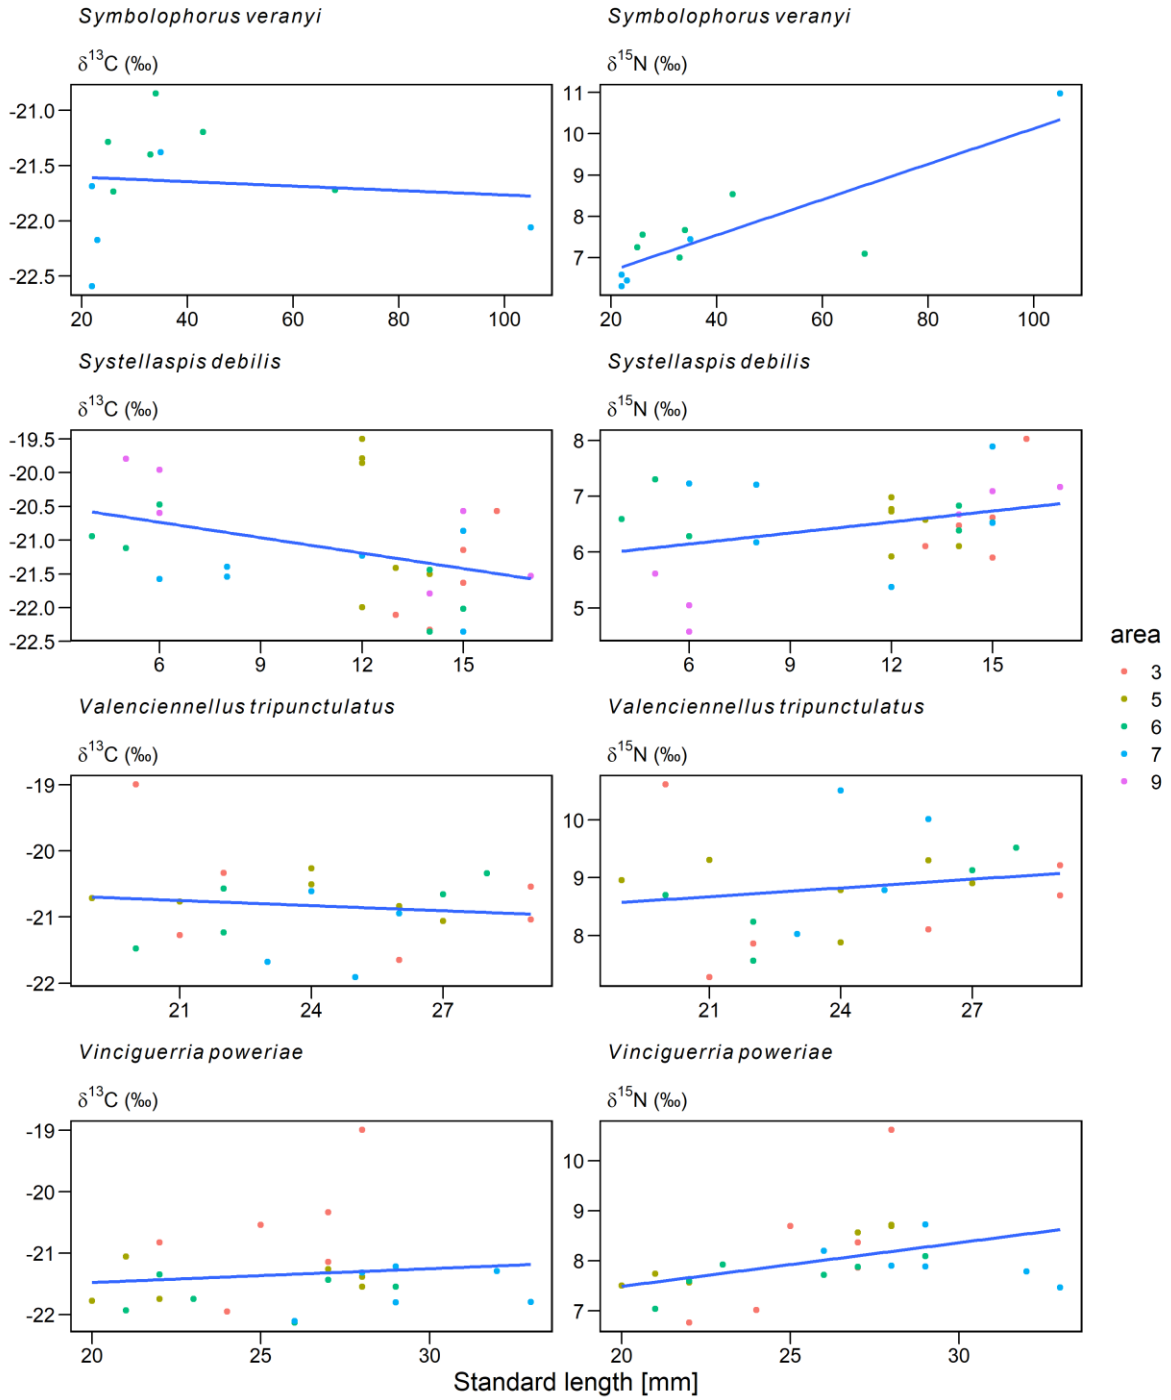 Symbolophorus veranyi
Symbolophorus veranyi
δ13C (‰)
δ15N (‰)
-21.0
-21.5
-22.0
-22.5
20 40 60 80 100
11
10
9
8
7
20 40 60 80 100
Systellaspis debilis
Systellaspis debilis
δ13C (‰)
δ15N (‰)
-19.5
-20.0
-20.5
-21.0
-21.5
-22.0
-22.5
6 9 12 15
8
7
6
5
6 9 12 15
area
3
5
6
7
9
Valenciennellus tripunctulatus
Valenciennellus tripunctulatus
δ13C (‰)
δ15N (‰)
-19
-20
-21
-22
21 24 27
10
9
8
21 24 27
Vinciguerria poweriae
Vinciguerria poweriae
δ13C (‰)
δ15N (‰)
-19
-20
-21
-22
20 25 30
10
9
8
7
20 25 30
Standard length [mm]